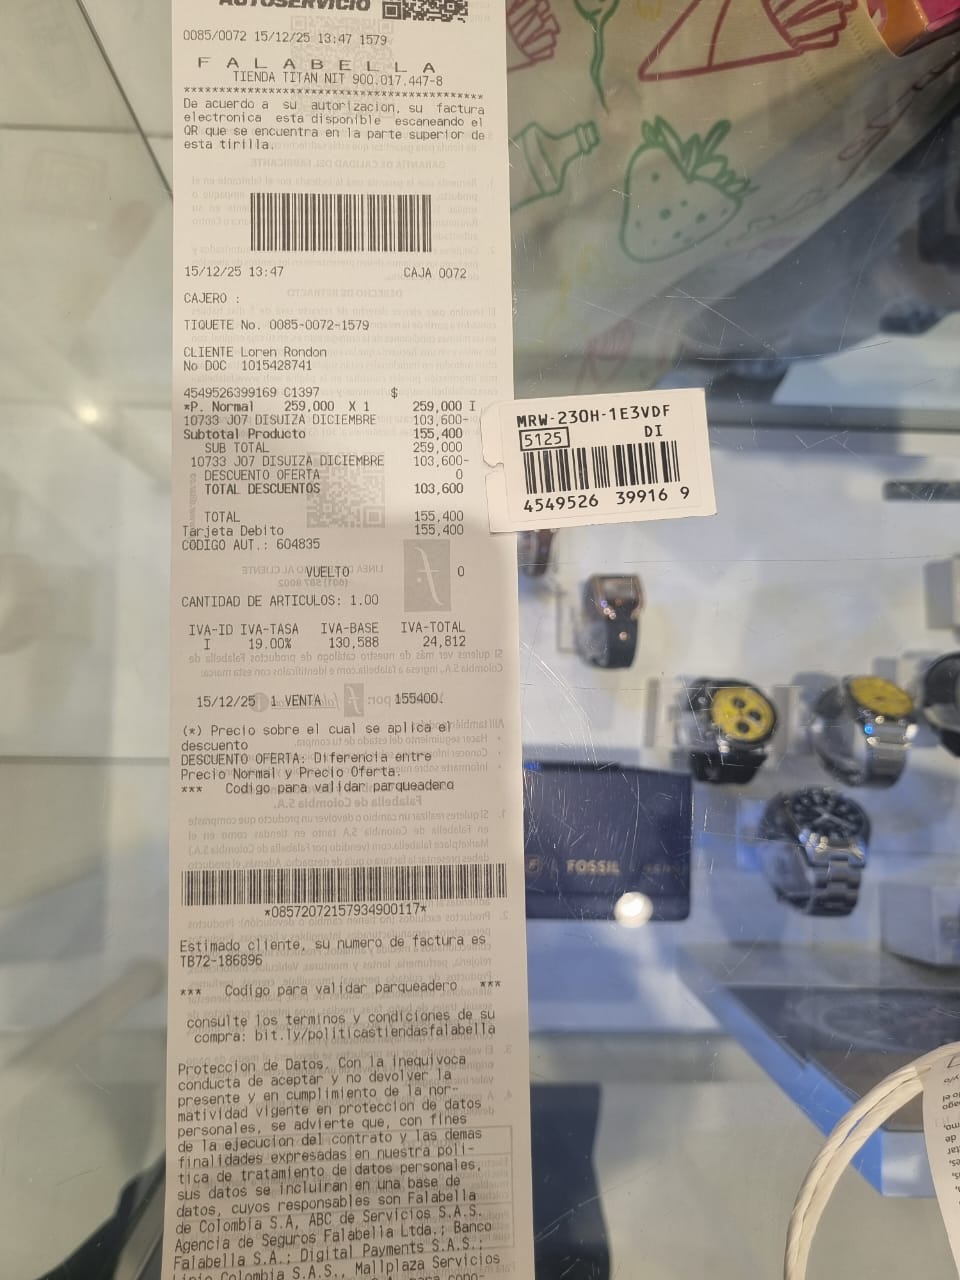 AUTOSERVICIO
0085/0072 15/12/25 13:47 1579
F A L A B E L L A
TIENDA TITAN NIT 900.017.447-8
De acuerdo a su autorizacion, su factura
electronica esta disponible escaneando el
QR que se encuentra en la parte superior de
esta tirilla.
15/12/25 13:47 CAJA 0072
CAJERO :
TIQUETE No. 0085-0072-1579
CLIENTE Loren Rondon
No DOC 1015428741
4549526399169 C1397 $
*P. Normal 259,000 X 1 259,000 I
10733 J07 DISUIZA DICIEMBRE 103,600-
Subtotal Producto 155,400
SUB TOTAL 259,000
10733 J07 DISUIZA DICIEMBRE 103,600-
DESCUENTO OFERTA 0
TOTAL DESCUENTOS 103,600
TOTAL 155,400
Tarjeta Debito 155,400
CODIGO AUT.: 604835
VUELTO 0
CANTIDAD DE ARTICULOS: 1.00
IVA-ID IVA-TASA IVA-BASE IVA-TOTAL
I 19.00% 130,588 24,812
15/12/25 1 VENTA 155400.
(*) Precio sobre el cual se aplica el
descuento
DESCUENTO OFERTA: Diferencia entre
Precio Normal y Precio Oferta.
*** Codigo para validar parqueadero
*08572072157934900117*
Estimado cliente, su numero de factura es
TB72-186896
*** Codigo para validar parqueadero ***
consulte los terminos y condiciones de su
compra: bit.ly/politicastiendasfalabella
Proteccion de Datos. Con la inequivoca
conducta de aceptar y no devolver la
presente y en cumplimiento de la nor-
matividad vigente en proteccion de datos
personales, se advierte que, con fines
de la ejecucion del contrato y las demas
finalidades expresadas en nuestra poli-
tica de tratamiento de datos personales,
sus datos se incluiran en una base de
datos, cuyos responsables son Falabella
de Colombia S.A, ABC de Servicios S.A.S.
Agencia de Seguros Falabella Ltda.; Banco
Falabella S.A.; Digital Payments S.A.S.;
Colombia S.A.S., Mallplaza Servicios
MRW-230H-1E3VDF
5125 DI
4549526 39916 9
FOSSIL